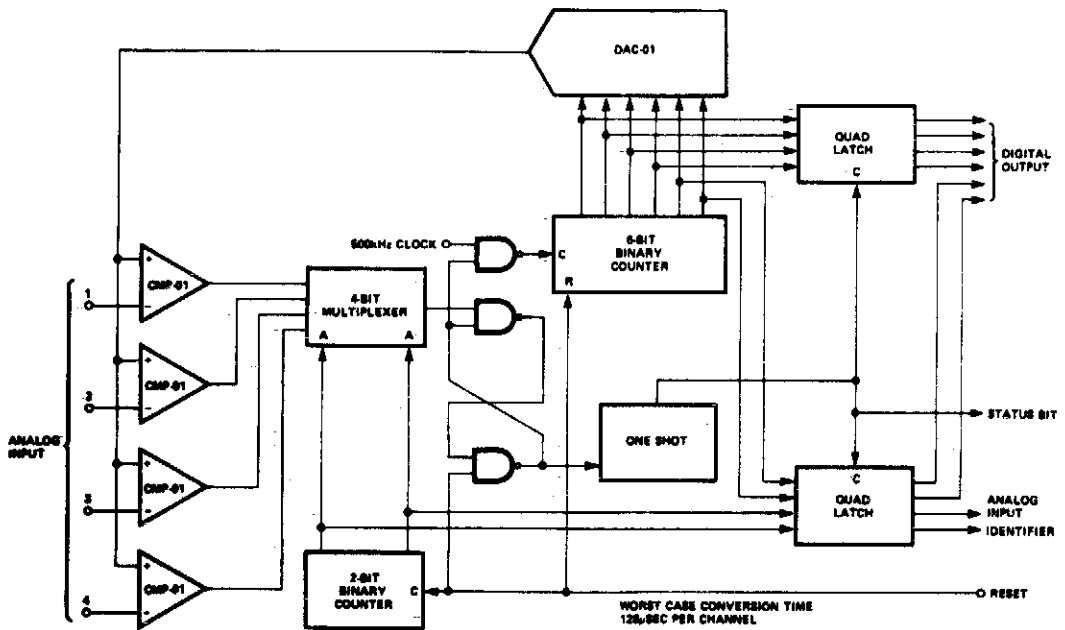 DAC-01
QUAD
LATCH
C
DIGITAL
OUTPUT
500kHz CLOCK
C
R
6-BIT
BINARY
COUNTER
ANALOG
INPUT
1
+
−
CMP-01
2
+
−
CMP-01
3
+
−
CMP-01
4
+
−
CMP-01
4-BIT
MULTIPLEXER
A
A
ONE SHOT
STATUS BIT
C
QUAD
LATCH
ANALOG
INPUT
IDENTIFIER
2-BIT
BINARY
COUNTER
C
RESET
WORST CASE CONVERSION TIME
128µSEC PER CHANNEL